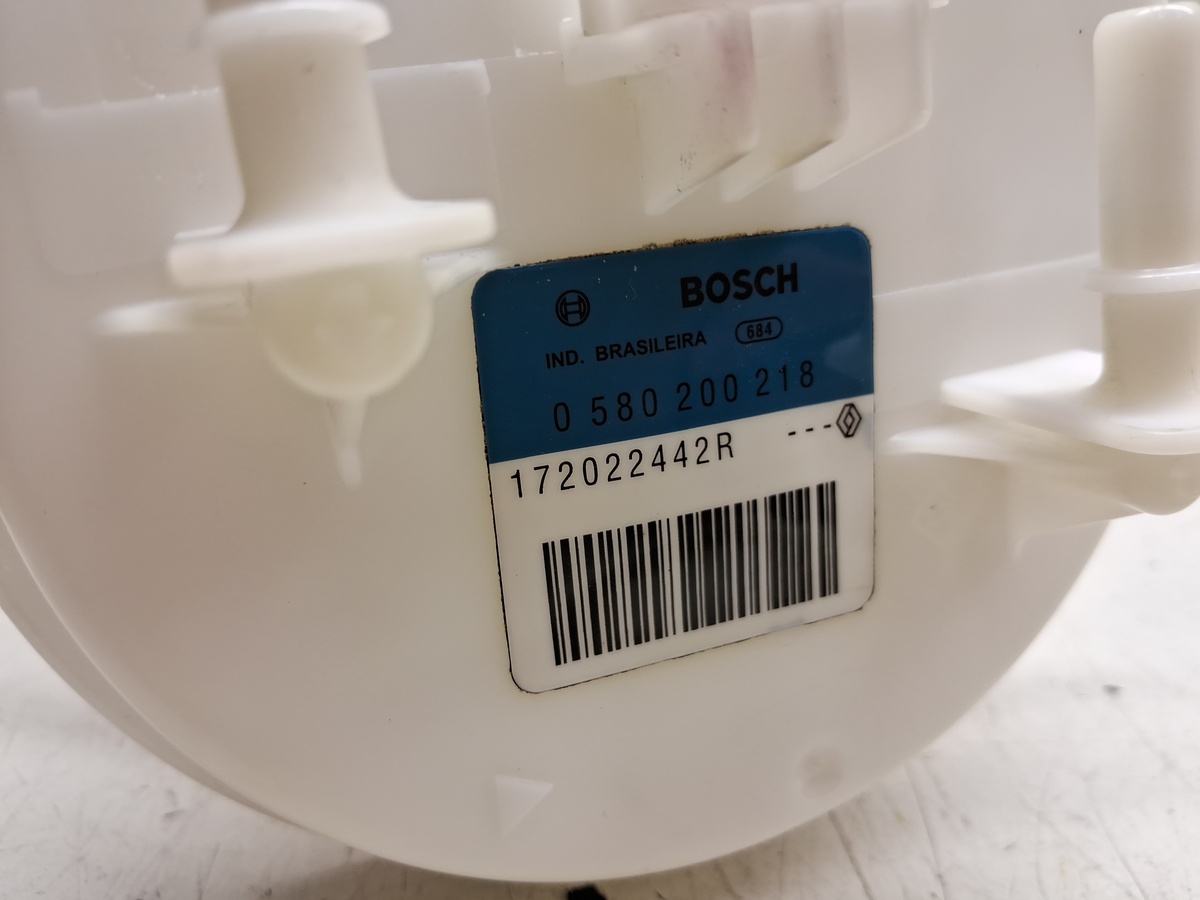 BOSCH
IND. BRASILEIRA 684
0 580 200 218
172022442R ---